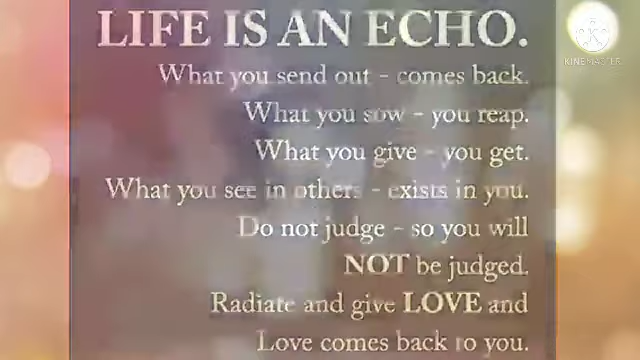 LIFE IS AN ECHO.
What you send out - comes back.
What you sow - you reap.
What you give - you get.
What you see in others - exists in you.
Do not judge - so you will
NOT be judged.
Radiate and give LOVE and
Love comes back to you.
K
KINEMASTER